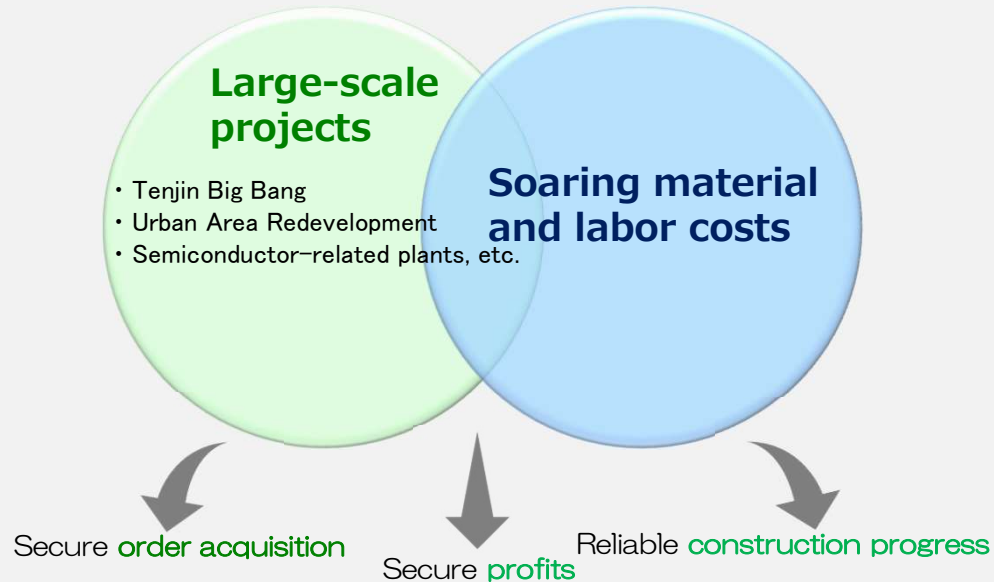 Large-scale
projects
・Tenjin Big Bang
・Urban Area Redevelopment
・Semiconductor-related plants, etc.
Soaring material
and labor costs
Secure order acquisition
Secure profits
Reliable construction progress